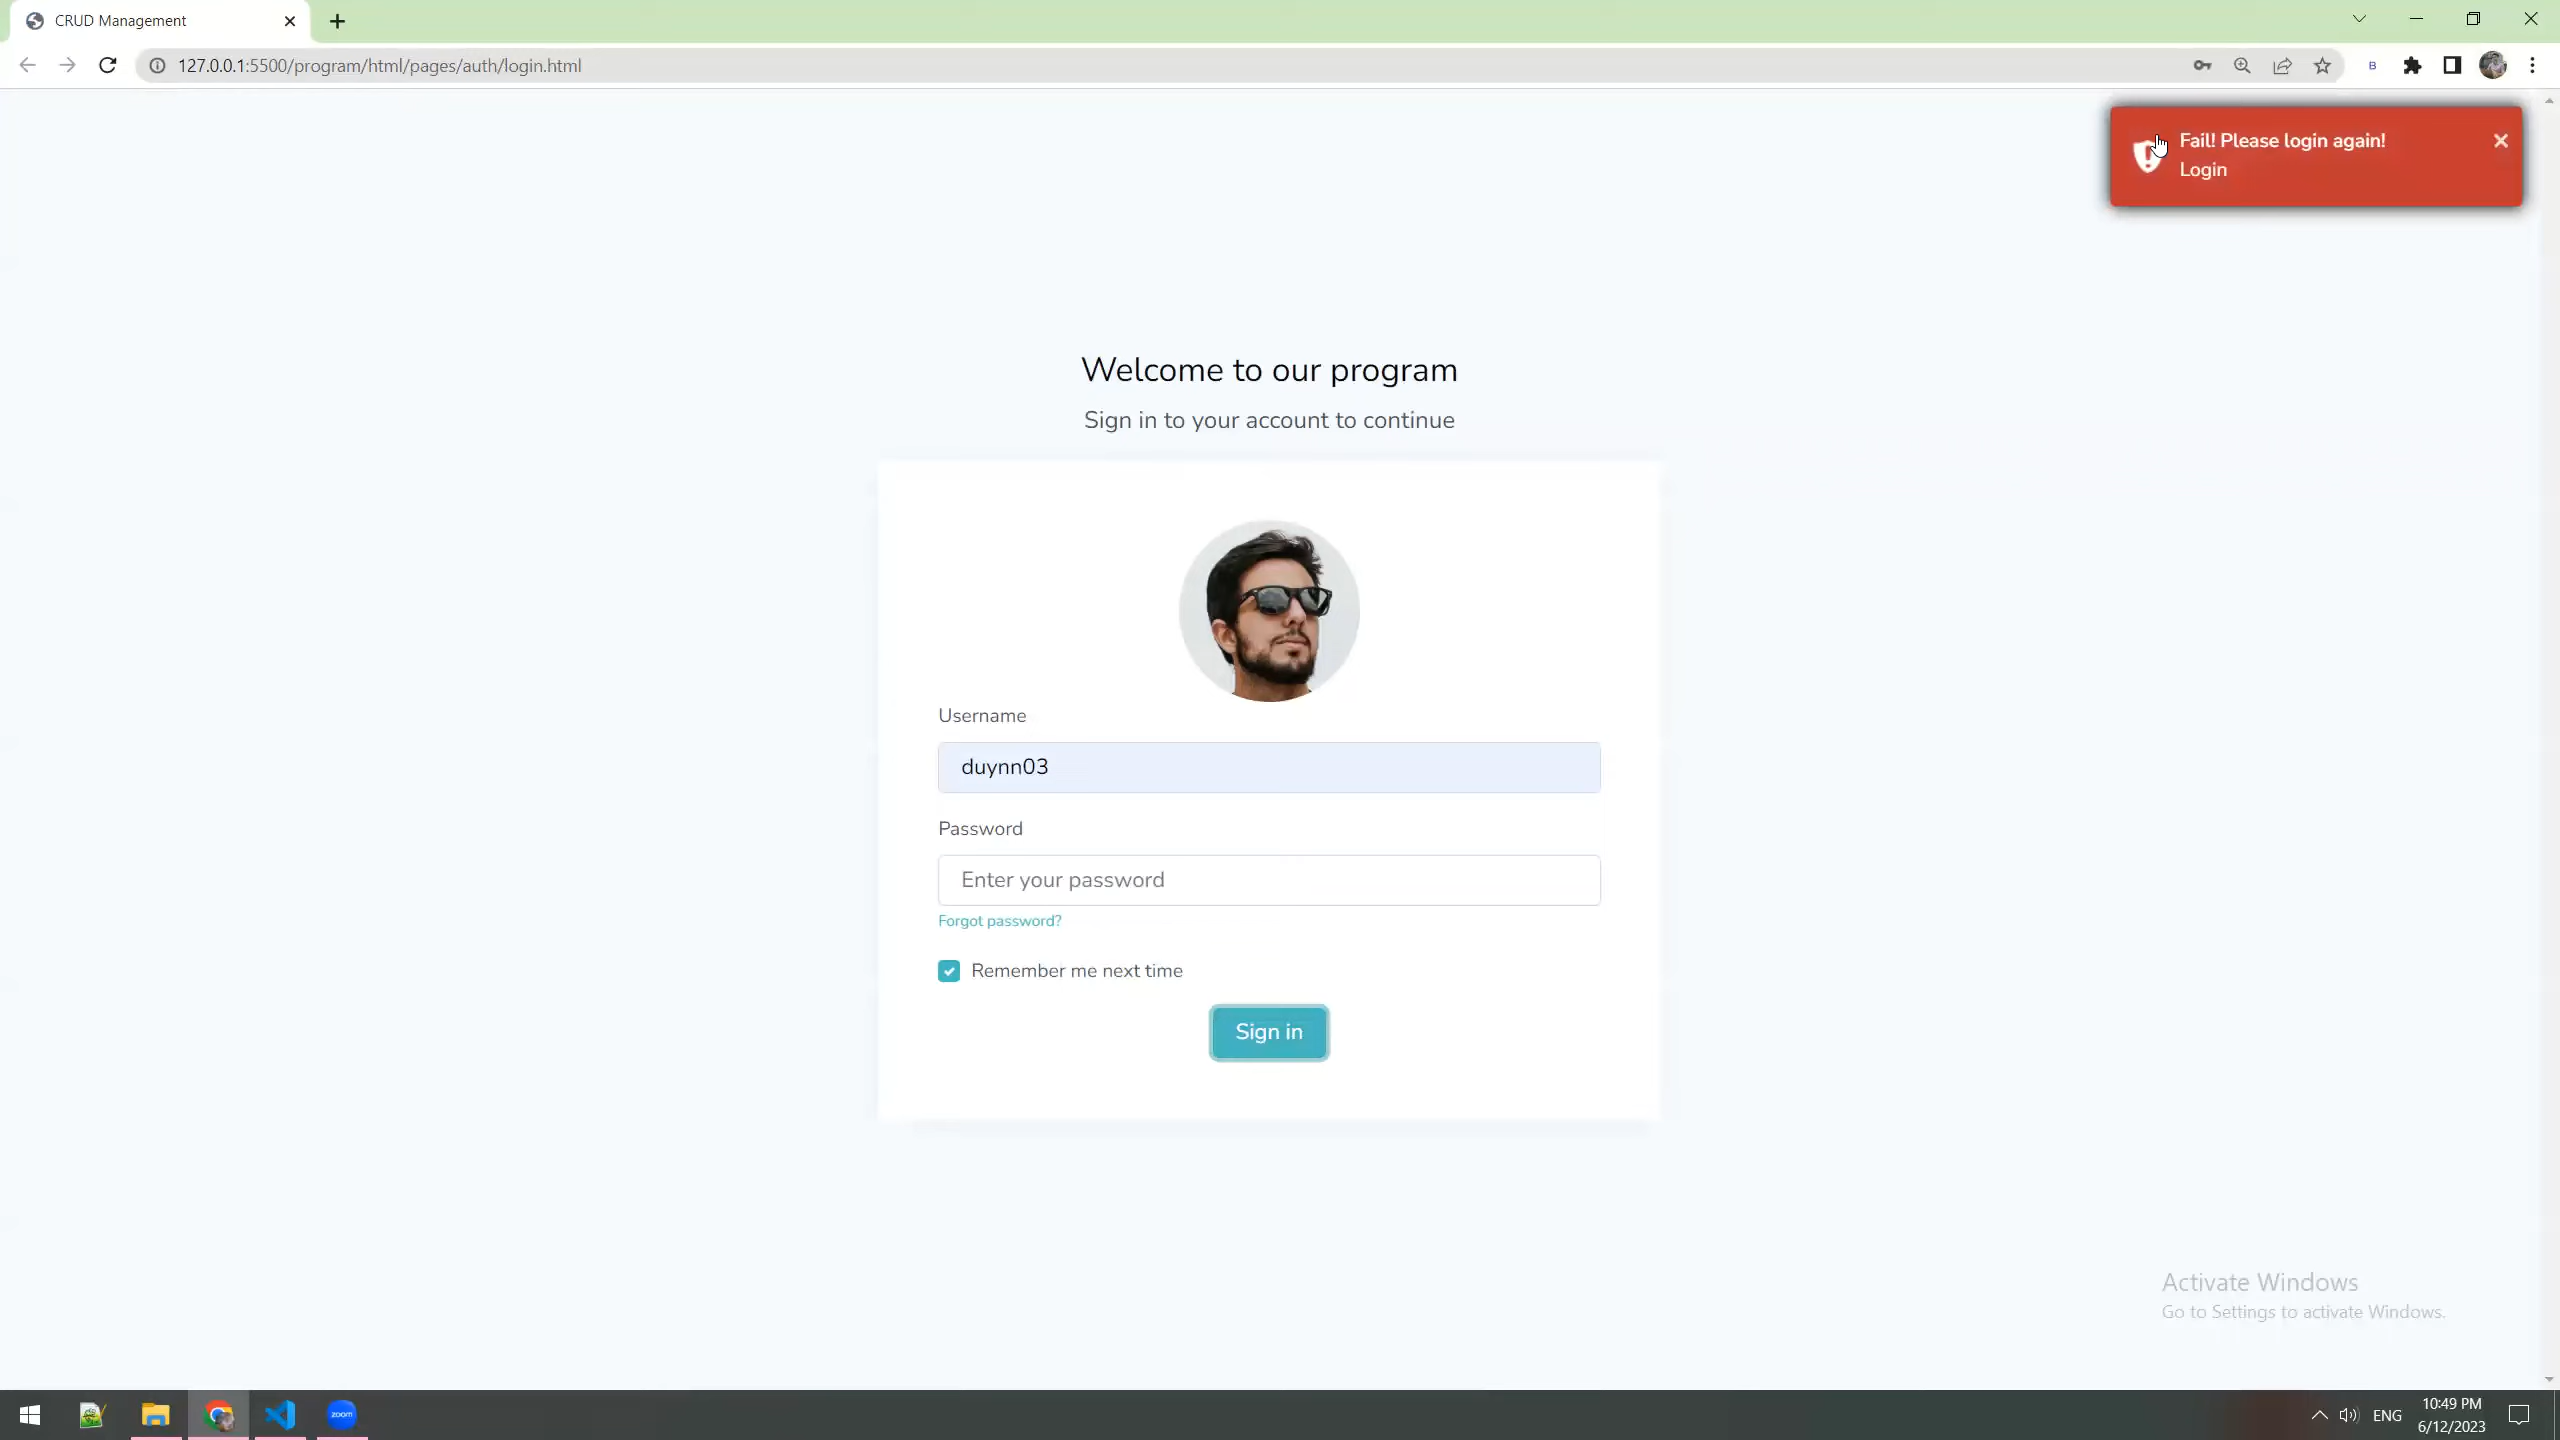 CRUD Management
127.0.0.1:5500/program/html/pages/auth/login.html
B
Fail! Please login again!
Login
Welcome to our program
Sign in to your account to continue
Username
duynn03
Password
Enter your password
Forgot password?
Remember me next time
Sign in
Activate Windows
Go to Settings to activate Windows.
zoom
ENG
10:49 PM
6/12/2023